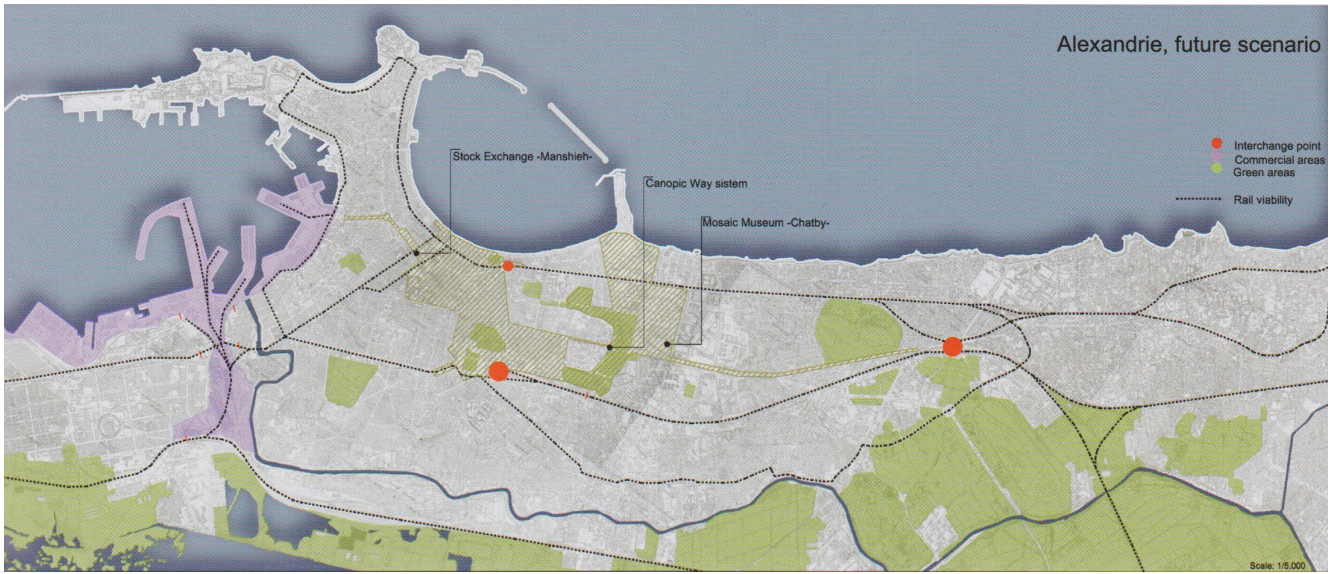 Alexandrie, future scenario
Interchange point
Commercial areas
Green areas
Rail viability
Stock Exchange -Manshieh-
Canopic Way sistem
Mosaic Museum -Chatby-
Scale: 1/5.000